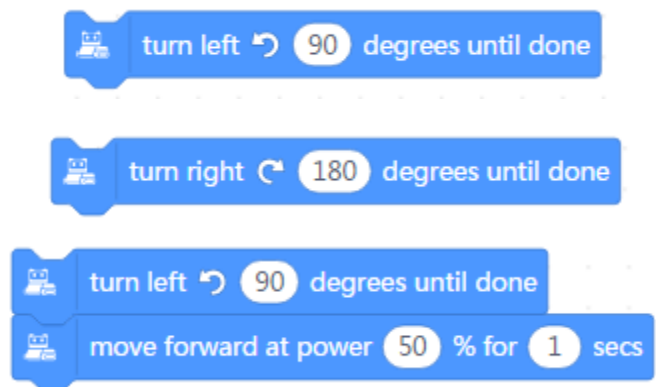 turn left 90 degrees until done
turn right 180 degrees until done
turn left 90 degrees until done
move forward at power 50 % for 1 secs